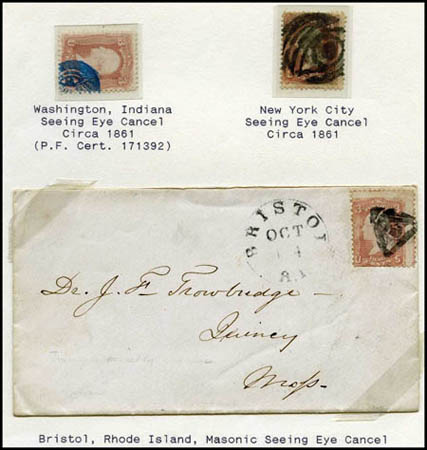 Washington, Indiana
Seeing Eye Cancel
Circa 1861
(P.F. Cert. 171392)
New York City
Seeing Eye Cancel
Circa 1861
BRISTOL
OCT
4
R.I
Dr. J. F. Trowbridge
Quincy
Mass.
Bristol, Rhode Island, Masonic Seeing Eye Cancel